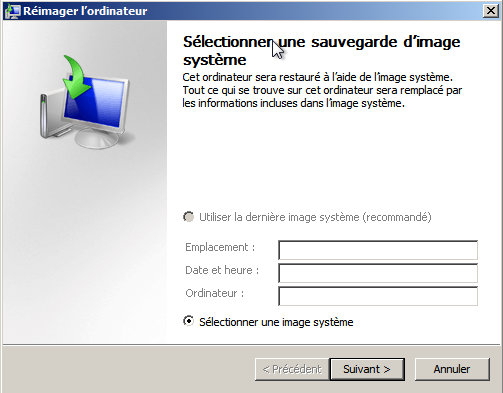 Réimager l'ordinateur
Sélectionner une sauvegarde d'image
système
Cet ordinateur sera restauré à l'aide de l'image système.
Tout ce qui se trouve sur cet ordinateur sera remplacé par
les informations incluses dans l'image système.
Utiliser la dernière image système (recommandé)
Emplacement :
Date et heure :
Ordinateur :
Sélectionner une image système
< Précédent
Suivant >
Annuler